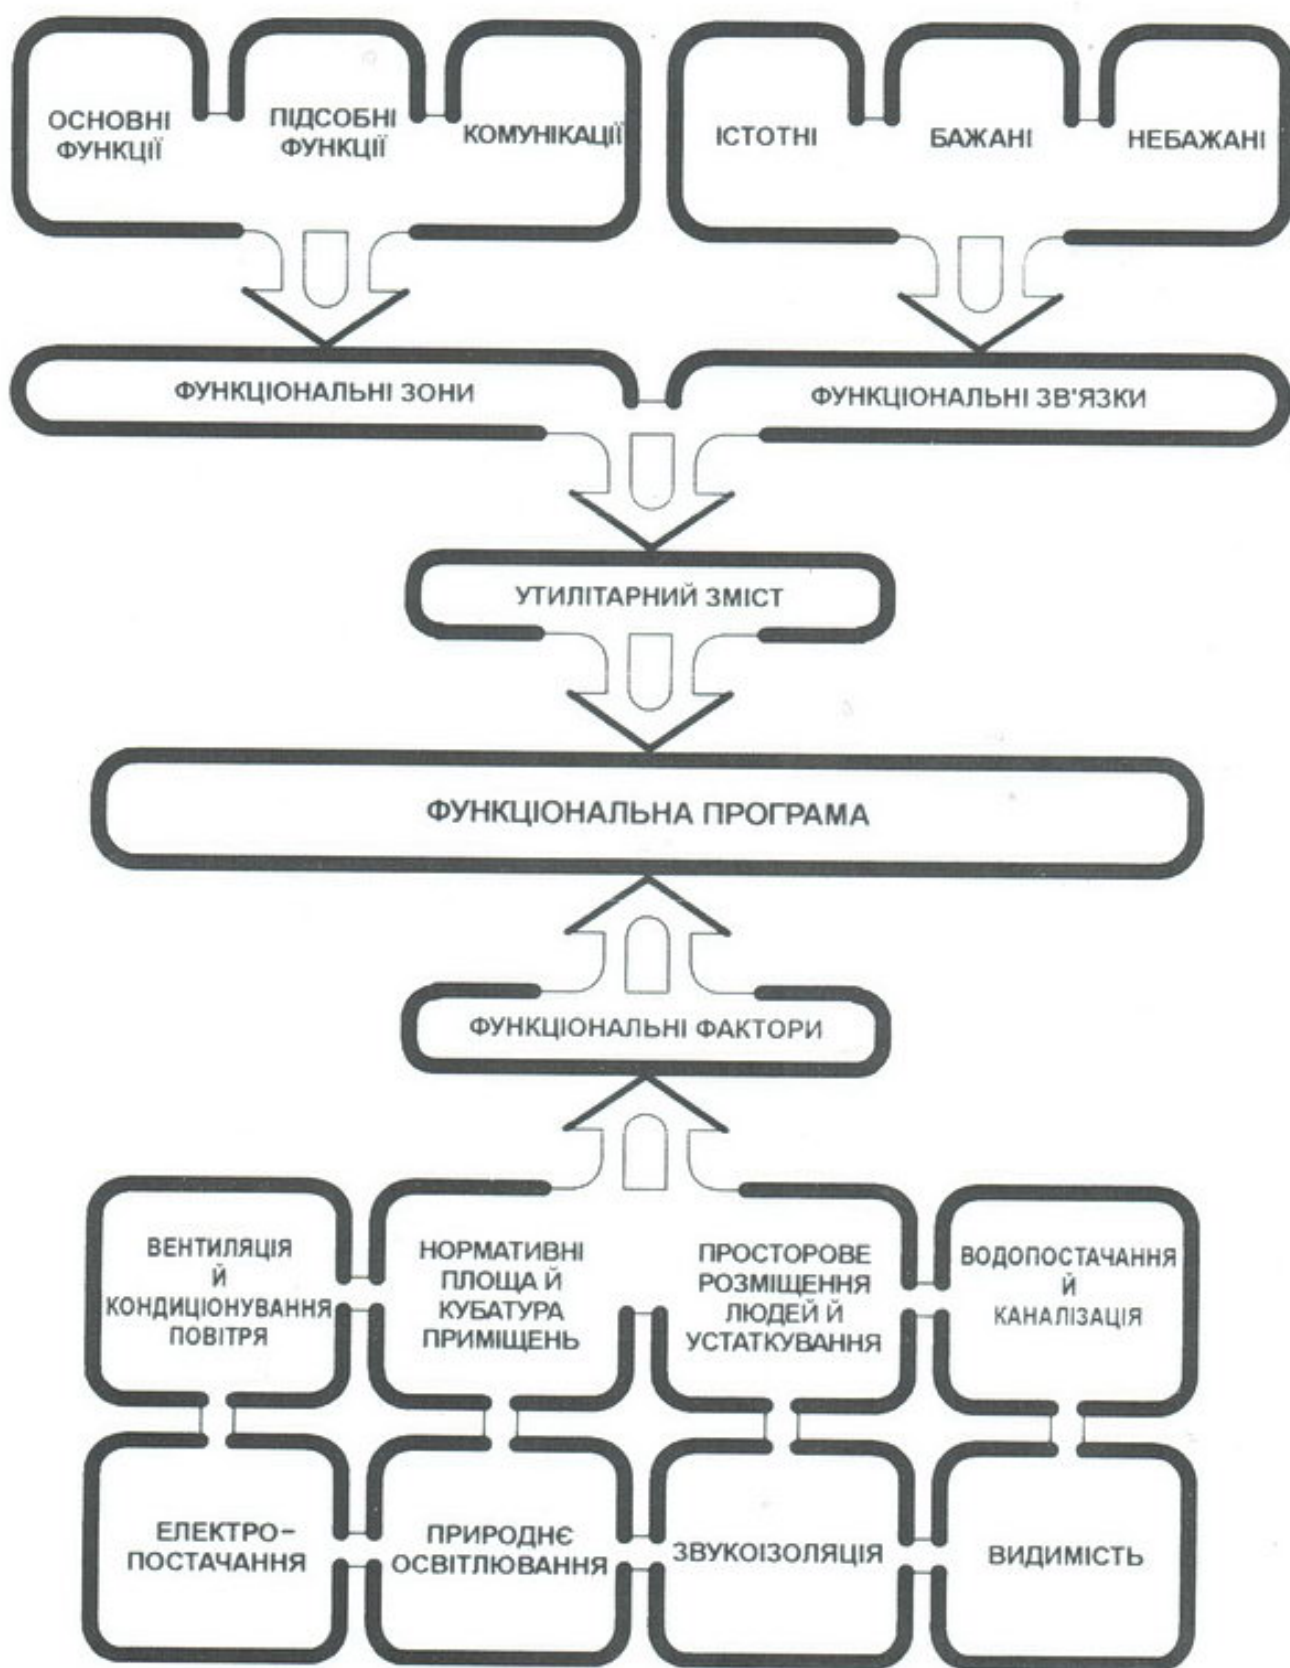 ОСНОВНІ
ФУНКЦІЇ
ПІДСОБНІ
ФУНКЦІЇ
КОМУНІКАЦІЇ
ІСТОТНІ
БАЖАНІ
НЕБАЖАНІ
ФУНКЦІОНАЛЬНІ ЗОНИ
ФУНКЦІОНАЛЬНІ ЗВ'ЯЗКИ
УТИЛІТАРНИЙ ЗМІСТ
ФУНКЦІОНАЛЬНА ПРОГРАМА
ФУНКЦІОНАЛЬНІ ФАКТОРИ
ВЕНТИЛЯЦІЯ
Й
КОНДИЦІОНУВАННЯ
ПОВІТРЯ
НОРМАТИВНІ
ПЛОЩА Й
КУБАТУРА
ПРИМІЩЕНЬ
ПРОСТОРОВЕ
РОЗМІЩЕННЯ
ЛЮДЕЙ Й
УСТАТКУВАННЯ
ВОДОПОСТАЧАННЯ
Й
КАНАЛІЗАЦІЯ
ЕЛЕКТРО–
ПОСТАЧАННЯ
ПРИРОДНЄ
ОСВІТЛЮВАННЯ
ЗВУКОІЗОЛЯЦІЯ
ВИДИМІСТЬ